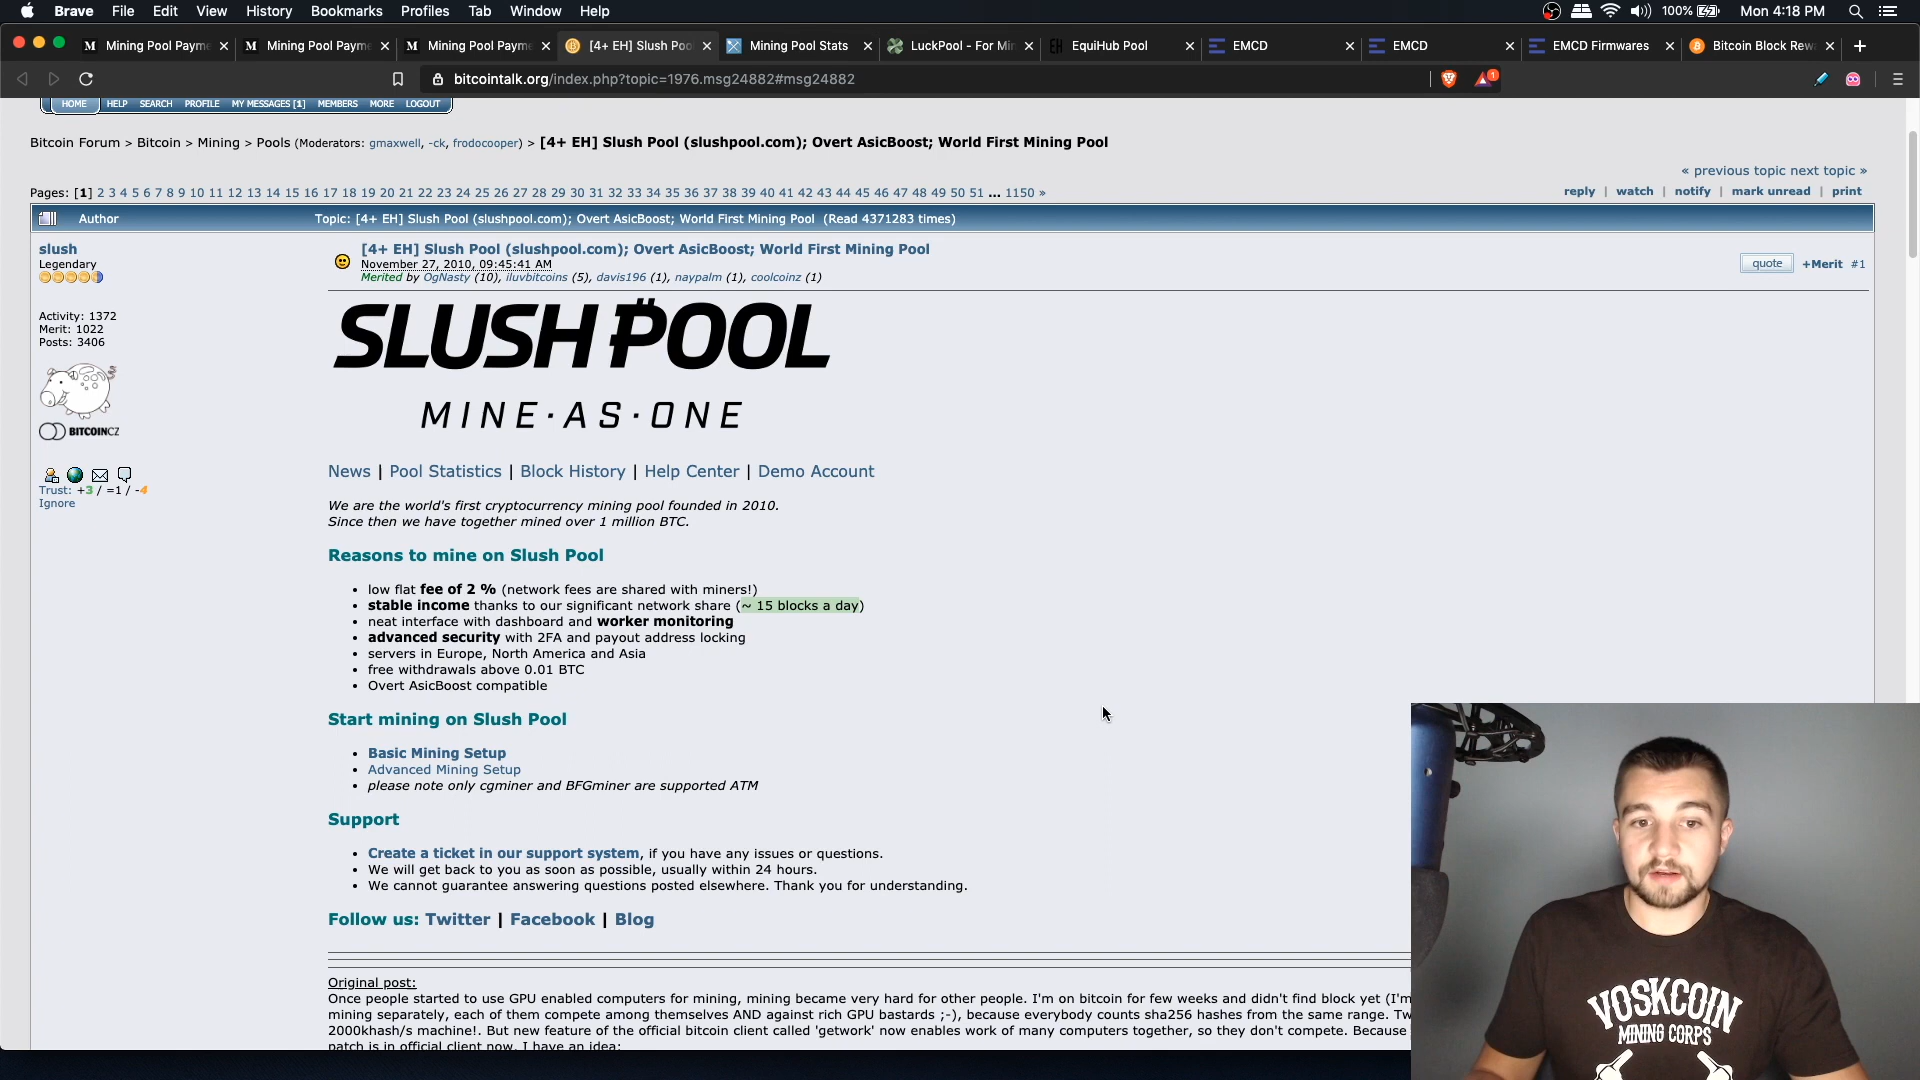 Brave File Edit View History Bookmarks Profiles Tab Window Help 100% Mon 4:18 PM
Mining Pool Payme Mining Pool Payme Mining Pool Payme [4+ EH] Slush Poo Mining Pool Stats LuckPool - For Min EquiHub Pool EMCD EMCD EMCD Firmwares Bitcoin Block Rew
bitcointalk.org/index.php?topic=1976.msg24882#msg24882
HOME HELP SEARCH PROFILE MY MESSAGES [1] MEMBERS MORE LOGOUT
Bitcoin Forum > Bitcoin > Mining > Pools (Moderators: gmaxwell, -ck, frodocooper) > [4+ EH] Slush Pool (slushpool.com); Overt AsicBoost; World First Mining Pool
« previous topic next topic »
Pages: [1] 2 3 4 5 6 7 8 9 10 11 12 13 14 15 16 17 18 19 20 21 22 23 24 25 26 27 28 29 30 31 32 33 34 35 36 37 38 39 40 41 42 43 44 45 46 47 48 49 50 51 ... 1150 »
reply | watch | notify | mark unread | print
Author Topic: [4+ EH] Slush Pool (slushpool.com); Overt AsicBoost; World First Mining Pool (Read 4371283 times)
slush
Legendary
Activity: 1372
Merit: 1022
Posts: 3406
BITCOINCZ
Trust: +3 / =1 / -4
Ignore
[4+ EH] Slush Pool (slushpool.com); Overt AsicBoost; World First Mining Pool
November 27, 2010, 09:45:41 AM
Merited by OgNasty (10), iluvbitcoins (5), davis196 (1), naypalm (1), coolcoinz (1)
quote +Merit #1
SLUSH POOL
MINE·AS·ONE
News | Pool Statistics | Block History | Help Center | Demo Account
We are the world's first cryptocurrency mining pool founded in 2010.
Since then we have together mined over 1 million BTC.
Reasons to mine on Slush Pool
• low flat fee of 2 % (network fees are shared with miners!)
• stable income thanks to our significant network share (~ 15 blocks a day)
• neat interface with dashboard and worker monitoring
• advanced security with 2FA and payout address locking
• servers in Europe, North America and Asia
• free withdrawals above 0.01 BTC
• Overt AsicBoost compatible
Start mining on Slush Pool
• Basic Mining Setup
• Advanced Mining Setup
• please note only cgminer and BFGminer are supported ATM
Support
• Create a ticket in our support system, if you have any issues or questions.
• We will get back to you as soon as possible, usually within 24 hours.
• We cannot guarantee answering questions posted elsewhere. Thank you for understanding.
Follow us: Twitter | Facebook | Blog
Original post:
Once people started to use GPU enabled computers for mining, mining became very hard for other people. I'm on bitcoin for few weeks and didn't find block yet (I'm
mining separately, each of them compete among themselves AND against rich GPU bastards ;-), because everybody counts sha256 hashes from the same range. Tw
2000khash/s machine!. But new feature of the official bitcoin client called 'getwork' now enables work of many computers together, so they don't compete. Because
patch is in official client now, I have an idea:
VOSKCOIN
MINING CORPS